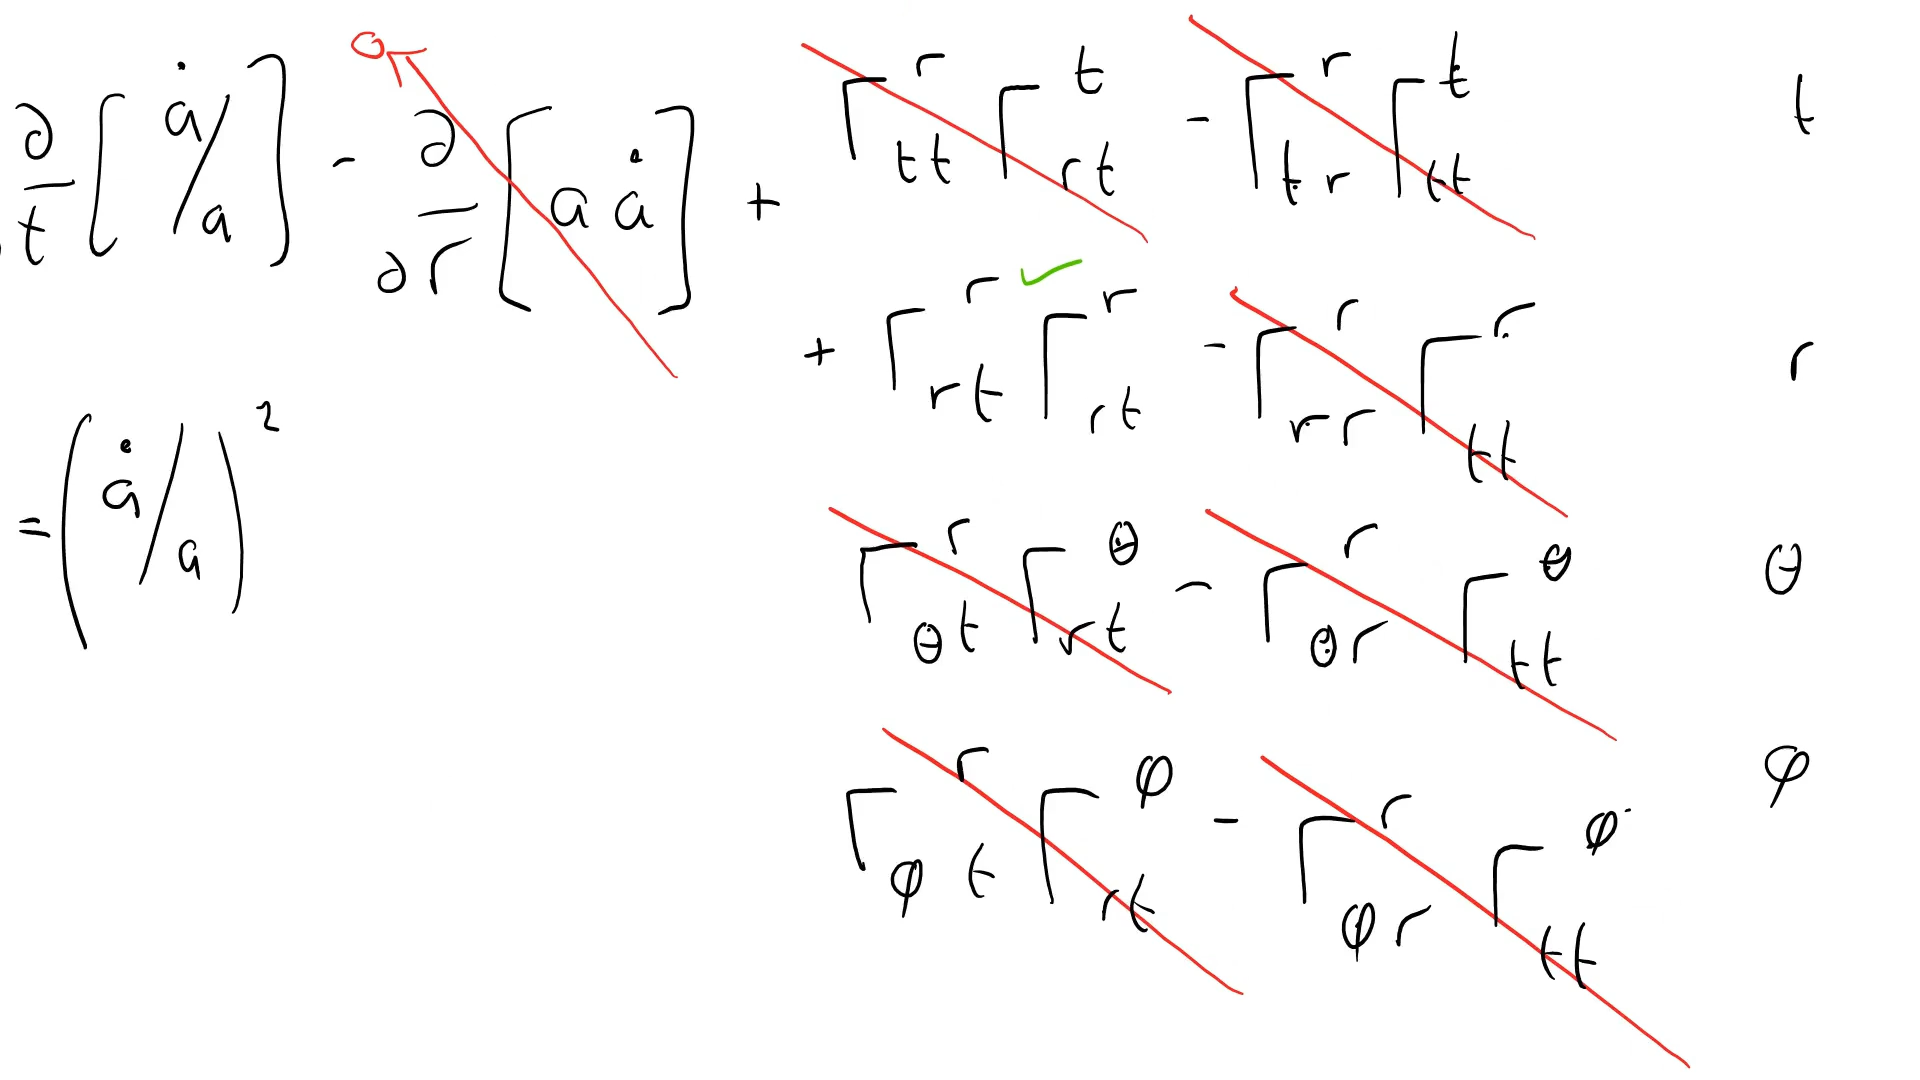 ∂/∂t [ ȧ/a ] - ∂/∂r [ a ȧ ] + Γ^r_tt Γ^t_rt - Γ^r_tr Γ^t_tt t
0
+ Γ^r_rt Γ^r_rt - Γ^r_rr Γ^r_tt r
= ( ȧ/a )^2
Γ^r_θt Γ^θ_rt - Γ^r_θr Γ^θ_tt θ
Γ^r_φt Γ^φ_rt - Γ^r_φr Γ^φ_tt φ